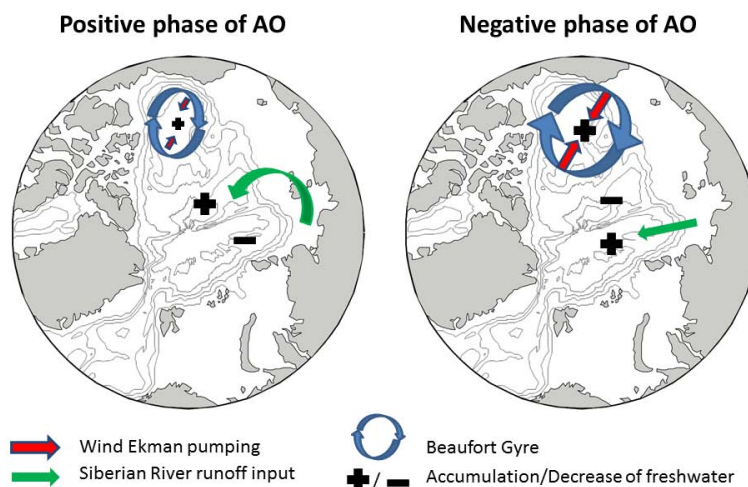 Positive phase of AO
Negative phase of AO
Wind Ekman pumping
Siberian River runoff input
Beaufort Gyre
+ / − Accumulation/Decrease of freshwater